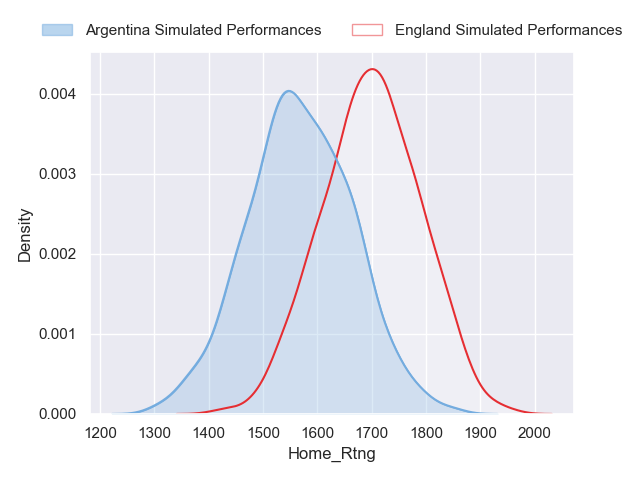 Argentina Simulated Performances England Simulated Performances
0.004
0.003
0.002
0.001
0.000
Density
1200 1300 1400 1500 1600 1700 1800 1900 2000
Home_Rtng